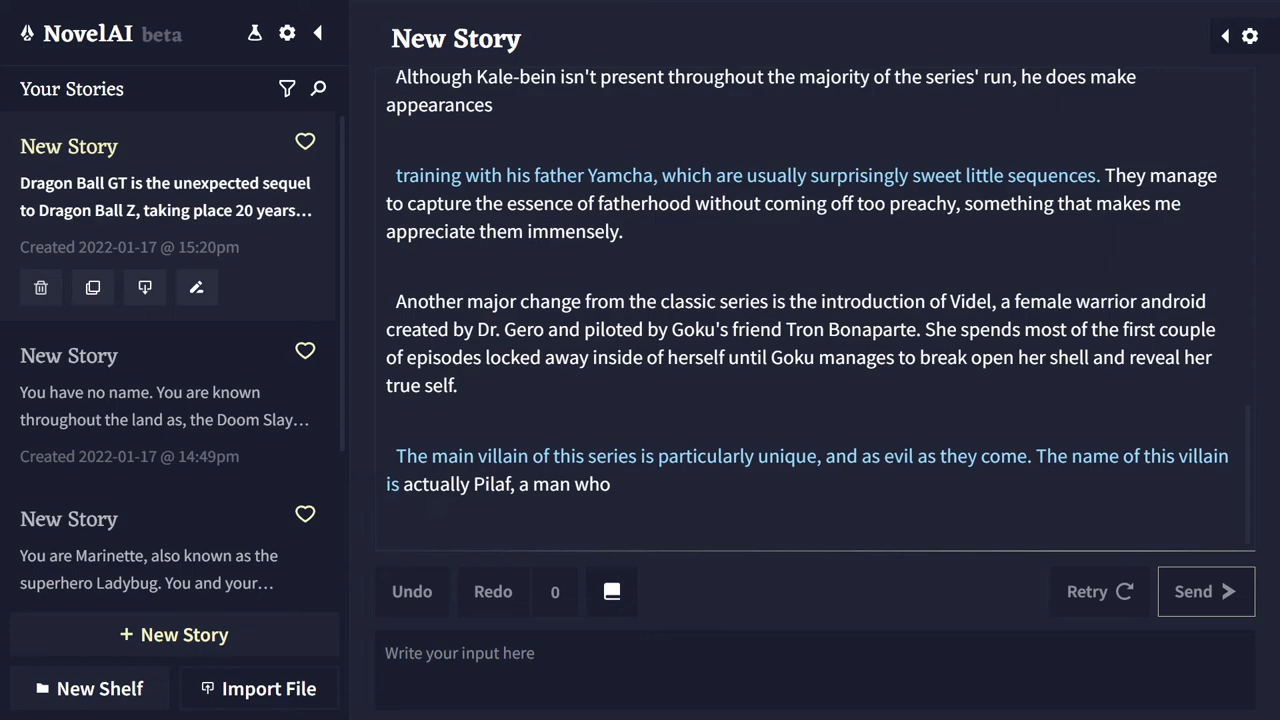 NovelAI beta
Your Stories
New Story
Dragon Ball GT is the unexpected sequel
to Dragon Ball Z, taking place 20 years...
Created 2022-01-17 @ 15:20pm
New Story
You have no name. You are known
throughout the land as, the Doom Slay...
Created 2022-01-17 @ 14:49pm
New Story
You are Marinette, also known as the
superhero Ladybug. You and your...
+ New Story
New Shelf
Import File
New Story
Although Kale-bein isn't present throughout the majority of the series' run, he does make
appearances
training with his father Yamcha, which are usually surprisingly sweet little sequences. They manage
to capture the essence of fatherhood without coming off too preachy, something that makes me
appreciate them immensely.
Another major change from the classic series is the introduction of Videl, a female warrior android
created by Dr. Gero and piloted by Goku's friend Tron Bonaparte. She spends most of the first couple
of episodes locked away inside of herself until Goku manages to break open her shell and reveal her
true self.
The main villain of this series is particularly unique, and as evil as they come. The name of this villain
is actually Pilaf, a man who
Undo
Redo
0
Retry
Send
Write your input here